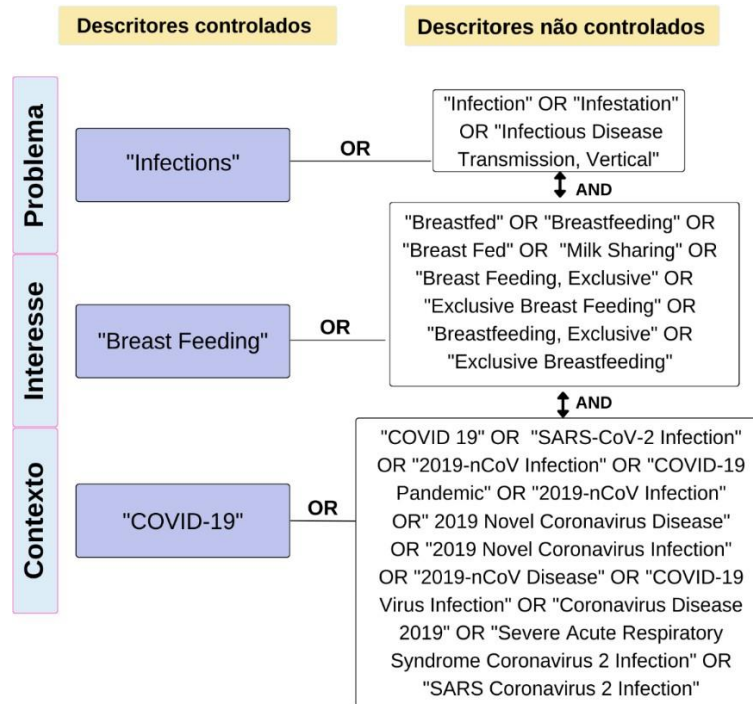 Descritores controlados
Descritores não controlados
Problema
"Infections"
OR
"Infection" OR "Infestation"
OR "Infectious Disease
Transmission, Vertical"
AND
Interesse
"Breast Feeding"
OR
"Breastfed" OR "Breastfeeding" OR
"Breast Fed" OR "Milk Sharing" OR
"Breast Feeding, Exclusive" OR
"Exclusive Breast Feeding" OR
"Breastfeeding, Exclusive" OR
"Exclusive Breastfeeding"
AND
Contexto
"COVID-19"
OR
"COVID 19" OR "SARS-CoV-2 Infection"
OR "2019-nCoV Infection" OR "COVID-19
Pandemic" OR "2019-nCoV Infection"
OR" 2019 Novel Coronavirus Disease"
OR "2019 Novel Coronavirus Infection"
OR "2019-nCoV Disease" OR "COVID-19
Virus Infection" OR "Coronavirus Disease
2019" OR "Severe Acute Respiratory
Syndrome Coronavirus 2 Infection" OR
"SARS Coronavirus 2 Infection"